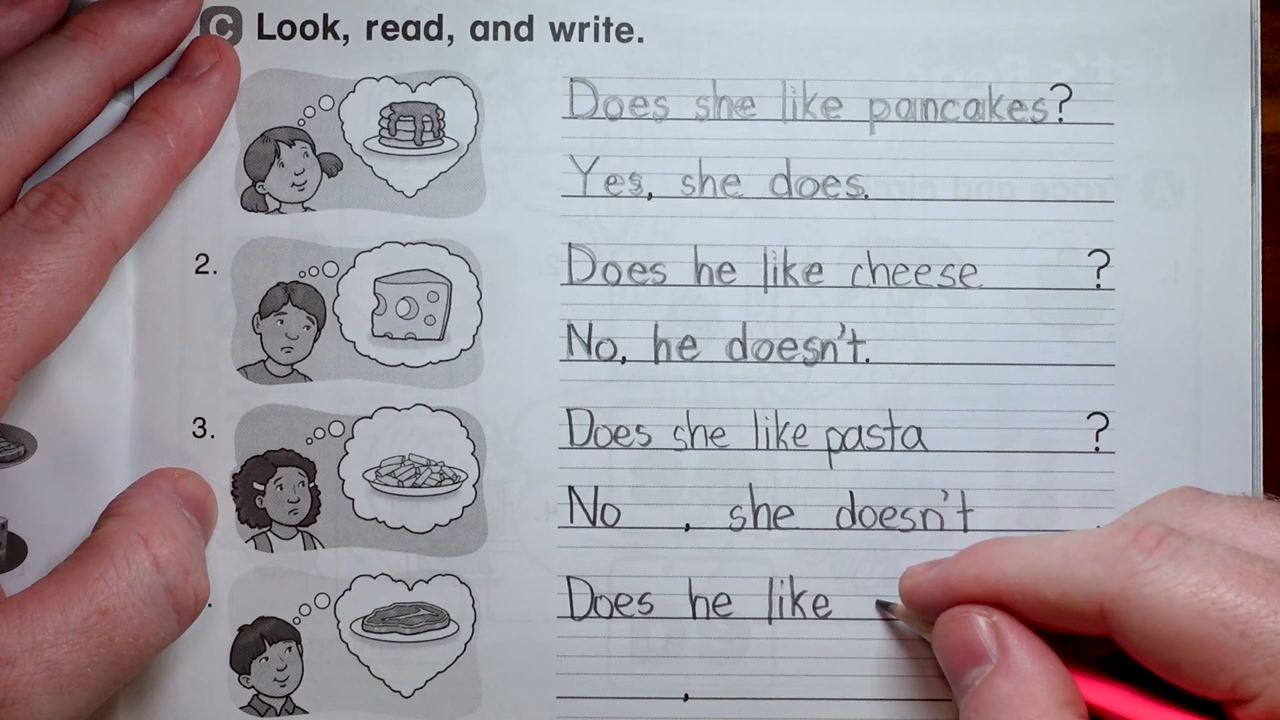 C Look, read, and write.
Does she like pancakes?
Yes, she does.
2.
Does he like cheese ?
No, he doesn't.
3.
Does she like pasta ?
No , she doesn't .
Does he like
,